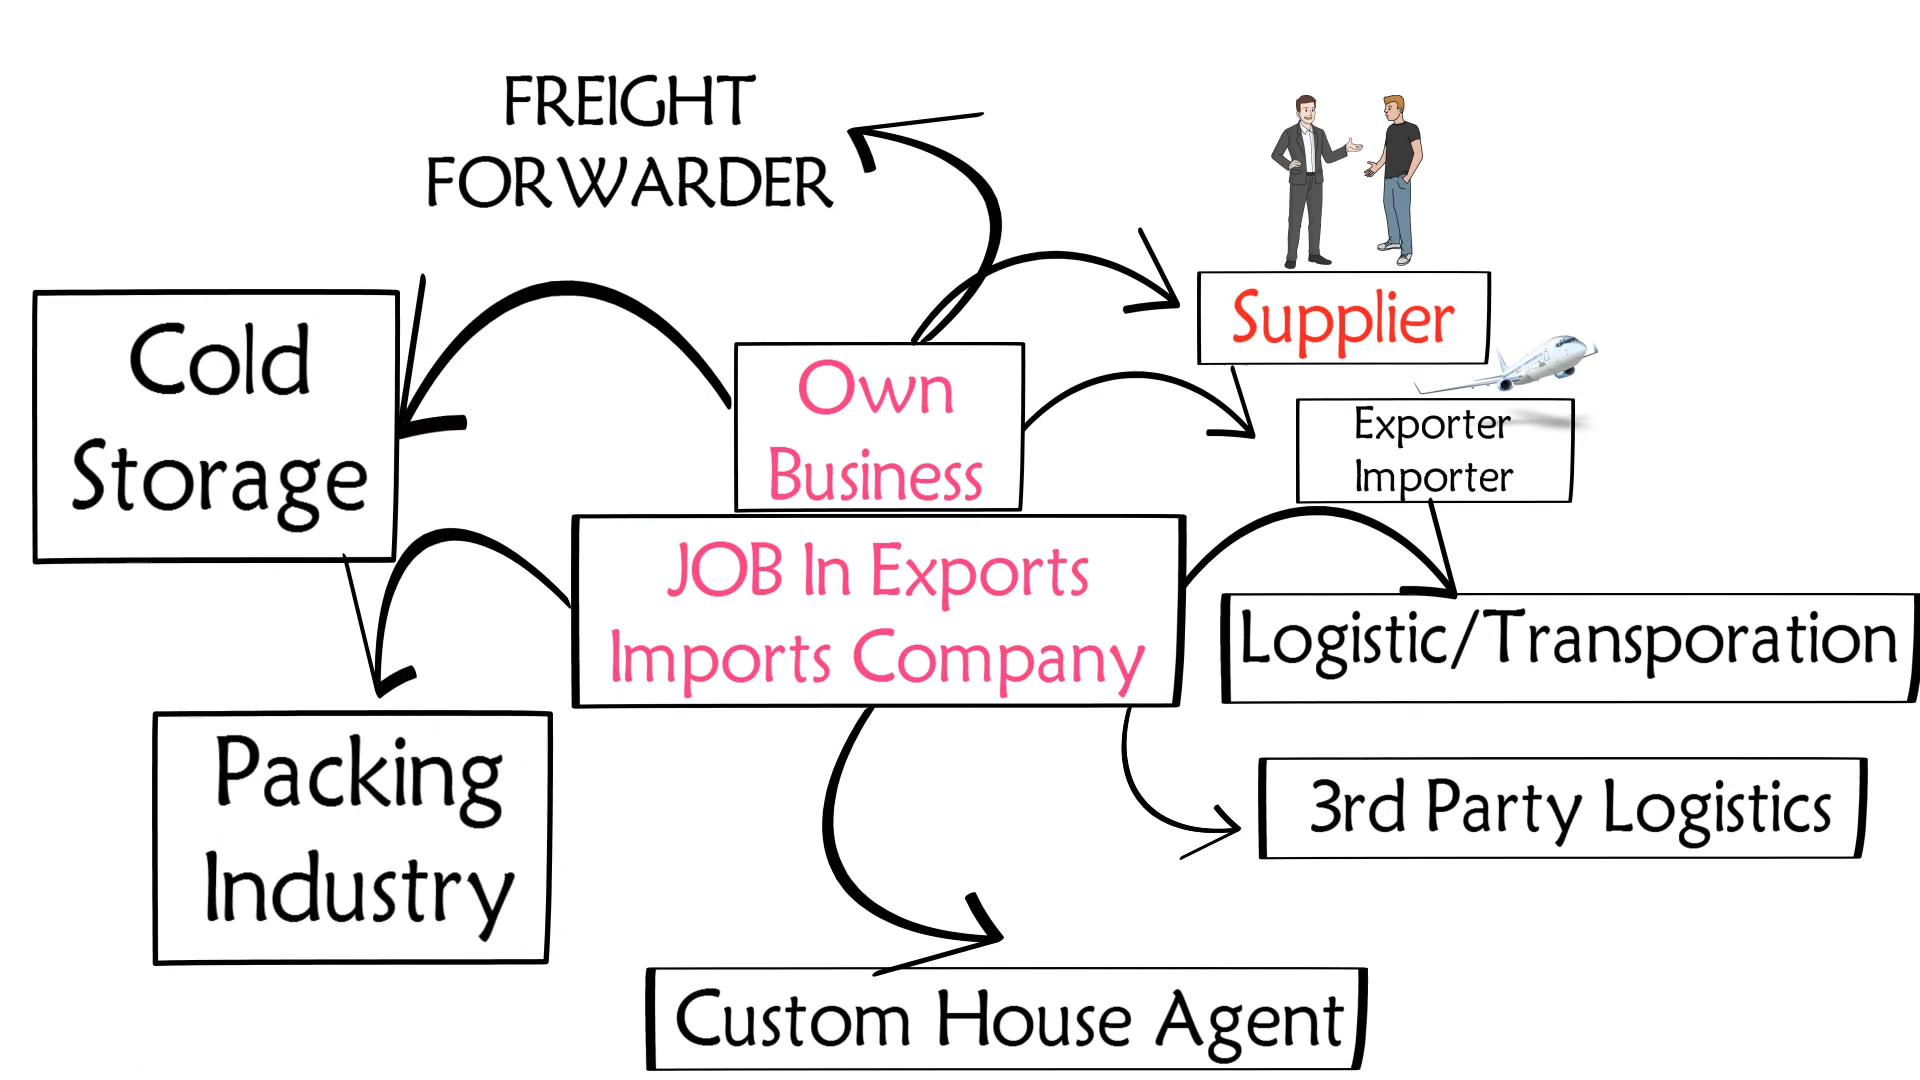 FREIGHT
FORWARDER
Supplier
Cold
Storage
Own
Business
Exporter
Importer
JOB In Exports
Imports Company
Logistic/Transporation
Packing
Industry
3rd Party Logistics
Custom House Agent